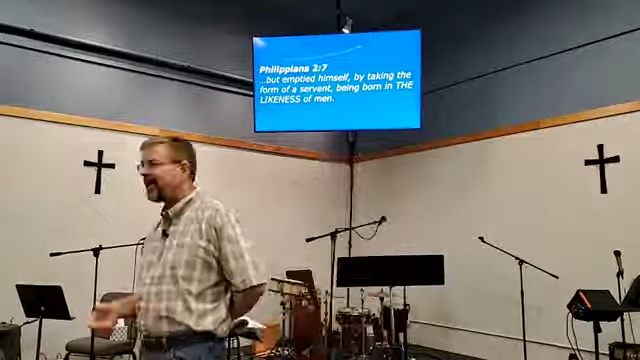 Philippians 2:7
...but emptied himself, by taking the
form of a servant, being born in THE
LIKENESS of men.